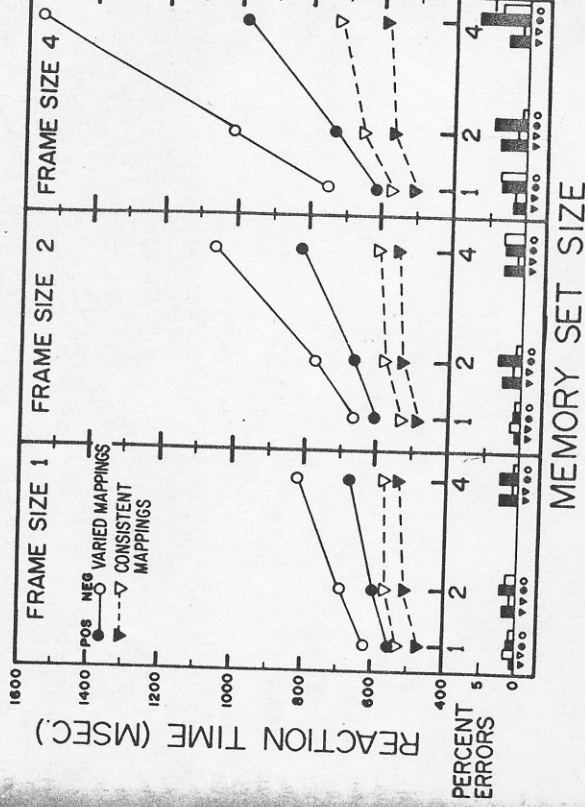 FRAME SIZE 1
FRAME SIZE 2
FRAME SIZE 4
POS NEG
VARIED MAPPINGS
CONSISTENT
MAPPINGS
REACTION TIME (MSEC.)
1600
1400
1200
1000
800
600
400
1 2 4
1 2 4
1 2 4
PERCENT
ERRORS
5
0
MEMORY SET SIZE